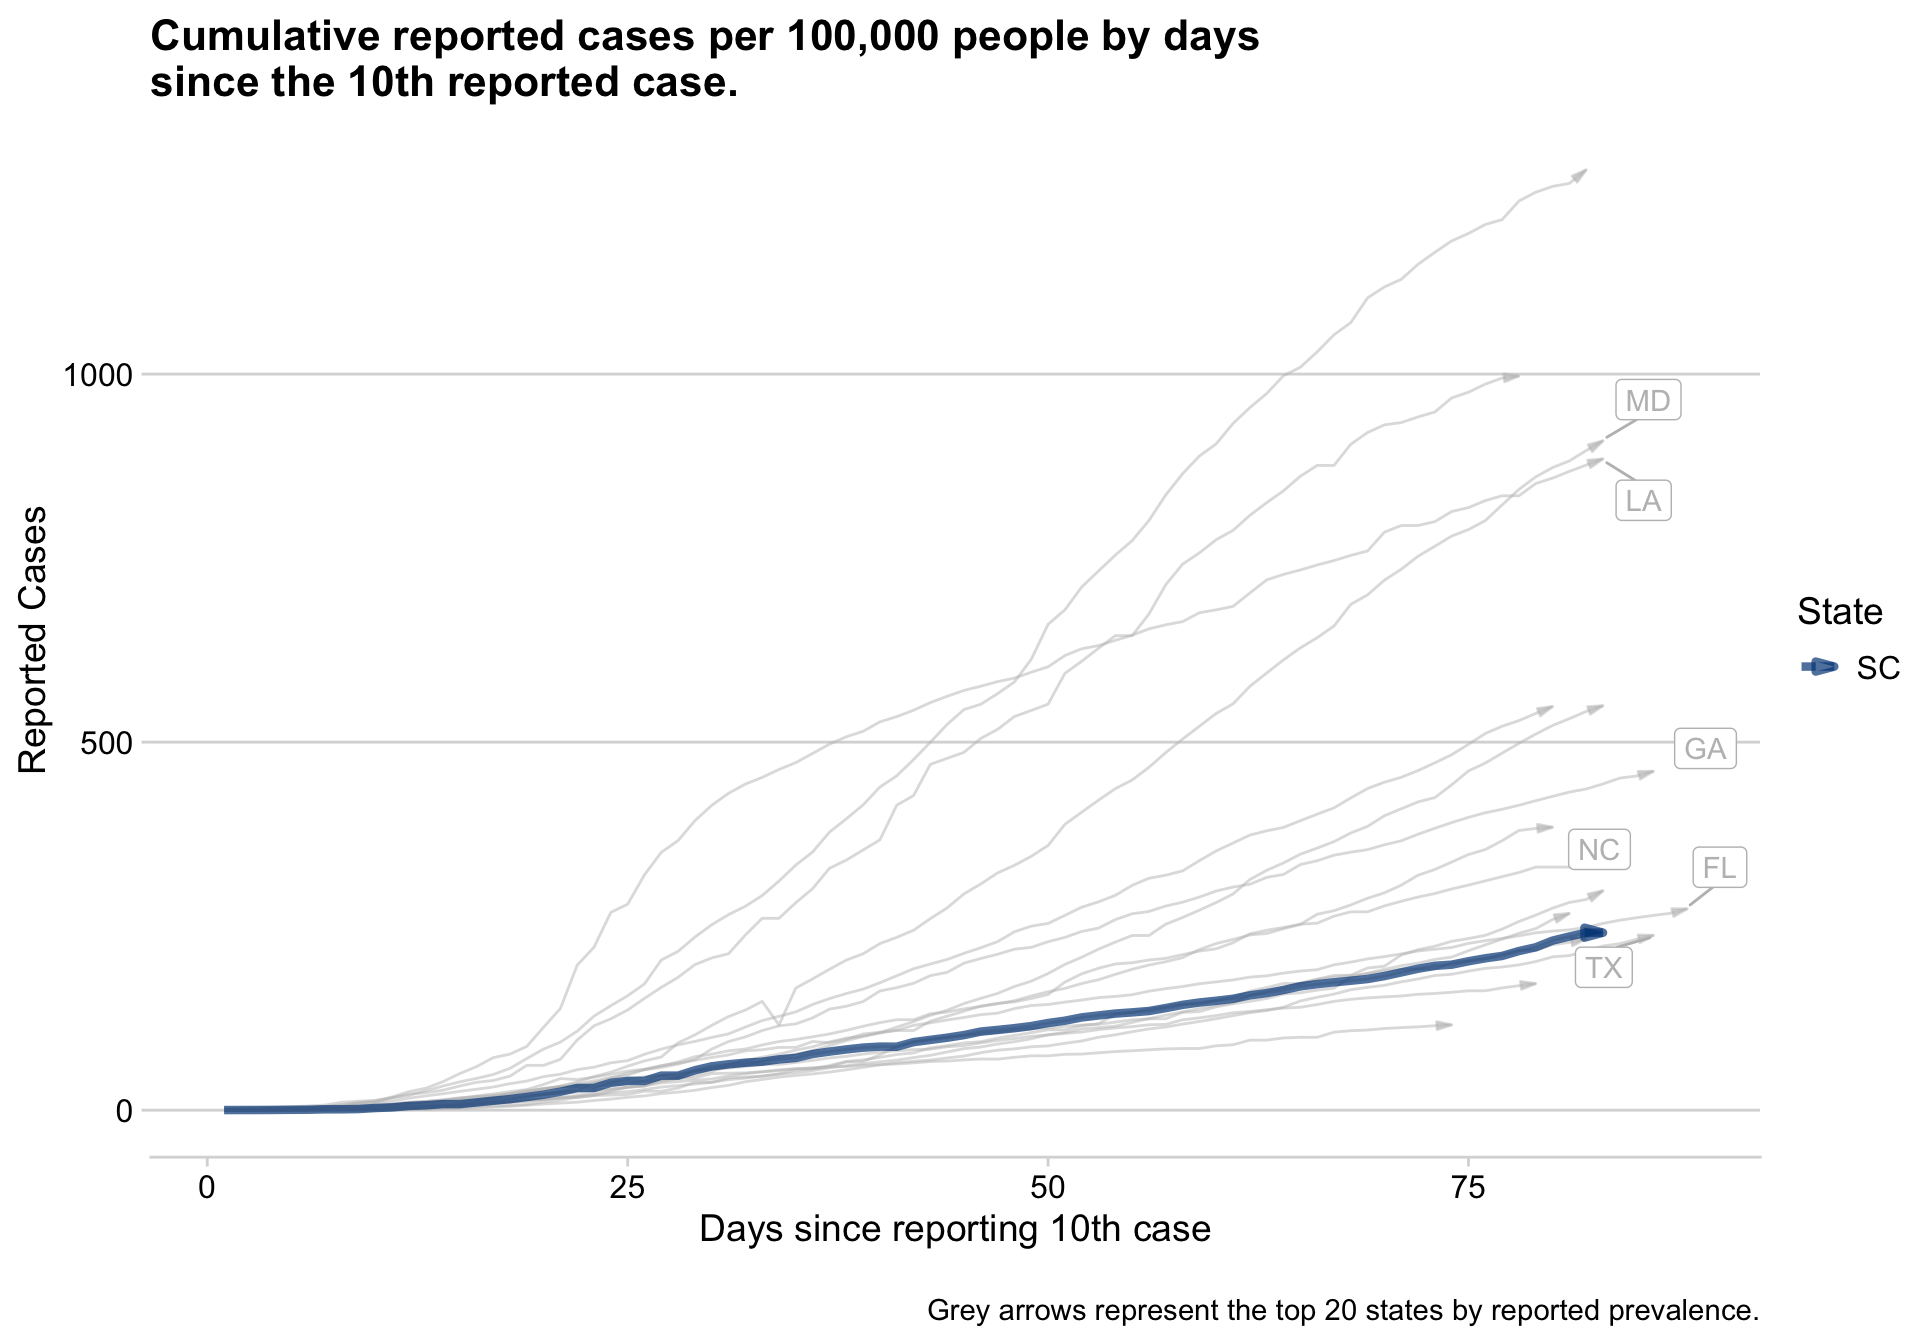 Cumulative reported cases per 100,000 people by days
since the 10th reported case.
1000
500
0
Reported Cases
MD
LA
GA
NC
FL
TX
State
SC
0 25 50 75
Days since reporting 10th case
Grey arrows represent the top 20 states by reported prevalence.